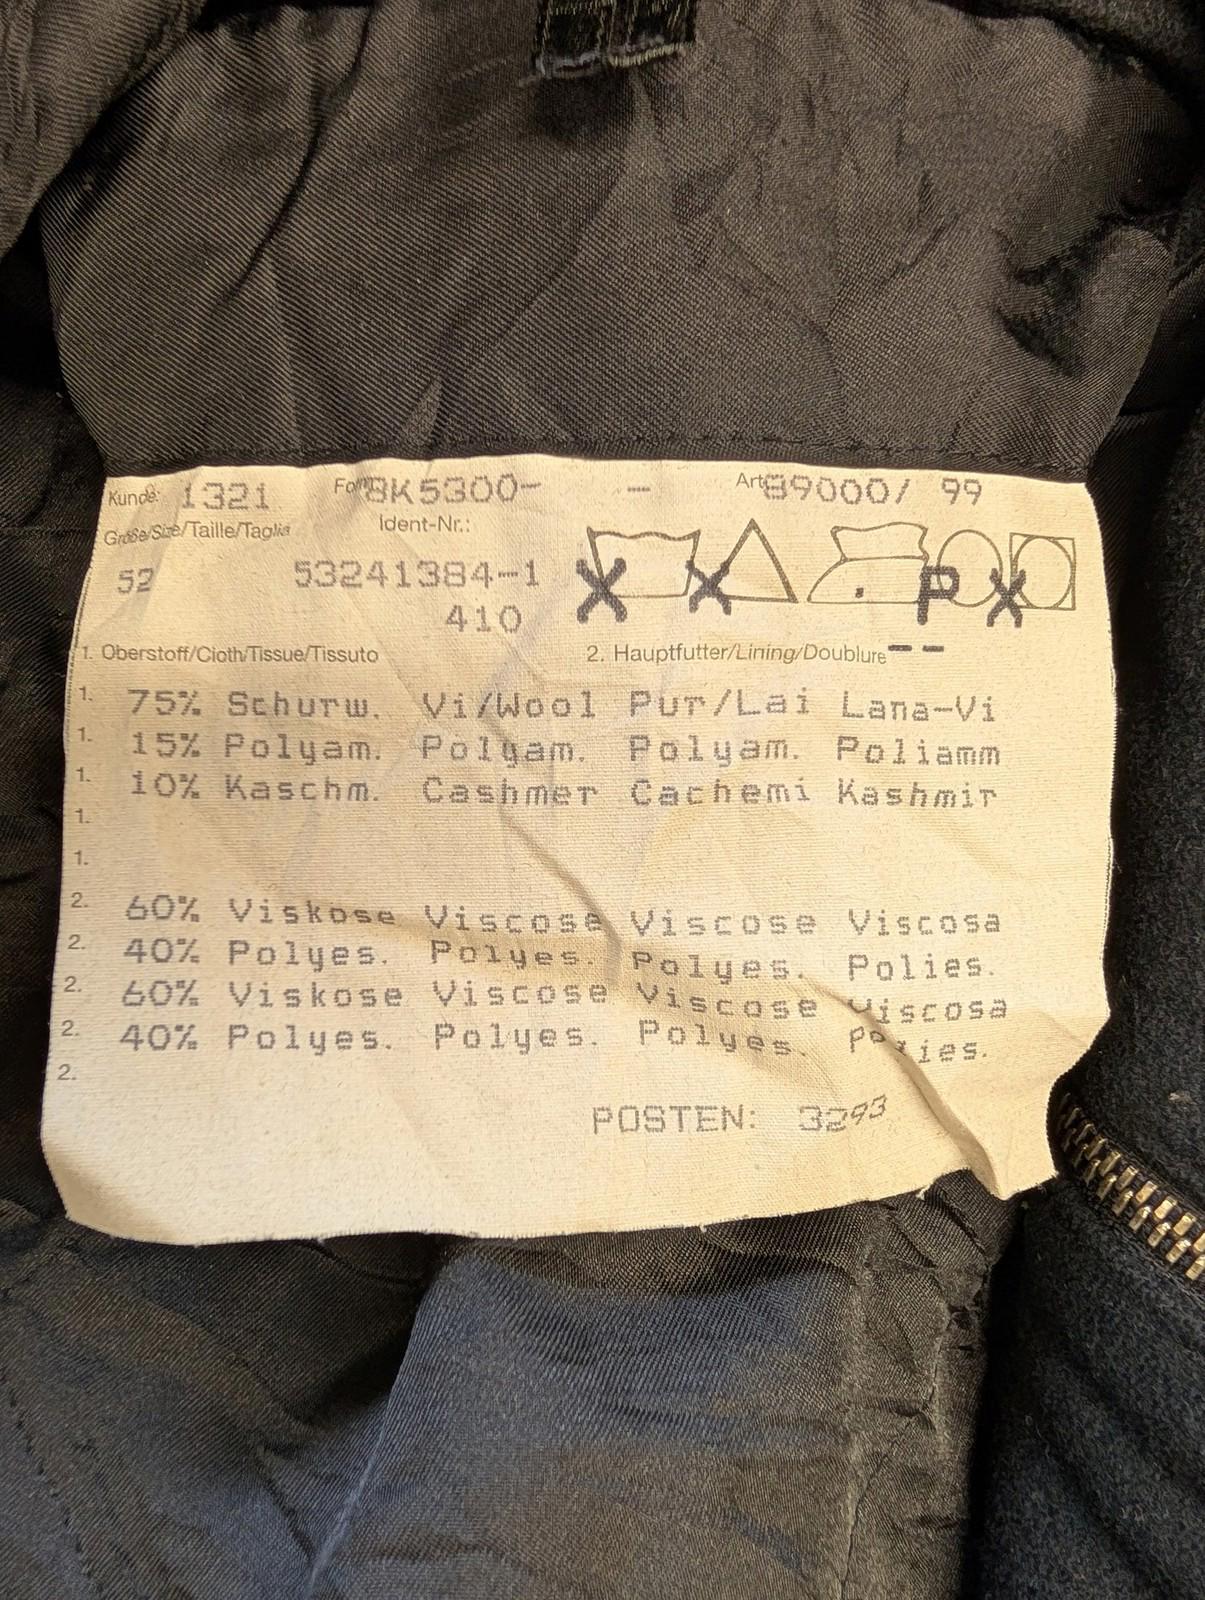 Kunde: 1321 Form 8K5300- - Art 89000/ 99
Größe/Size/Taille/Taglia Ident-Nr.:
52 53241384-1
410
X X P X
1. Oberstoff/Cloth/Tissue/Tissuto 2. Hauptfutter/Lining/Doublure --
1. 75% Schurw. Vi/Wool Pur/Lai Lana-Vi
1. 15% Polyam. Polyam. Polyam. Poliamm
1. 10% Kaschm. Cashmer Cachemi Kashmir
1.
1.
2. 60% Viskose Viscose Viscose Viscosa
2. 40% Polyes. Polyes. Polyes. Polies.
2. 60% Viskose Viscose Viscose Viscosa
2. 40% Polyes. Polyes. Polyes. Polies.
2.
POSTEN: 3293